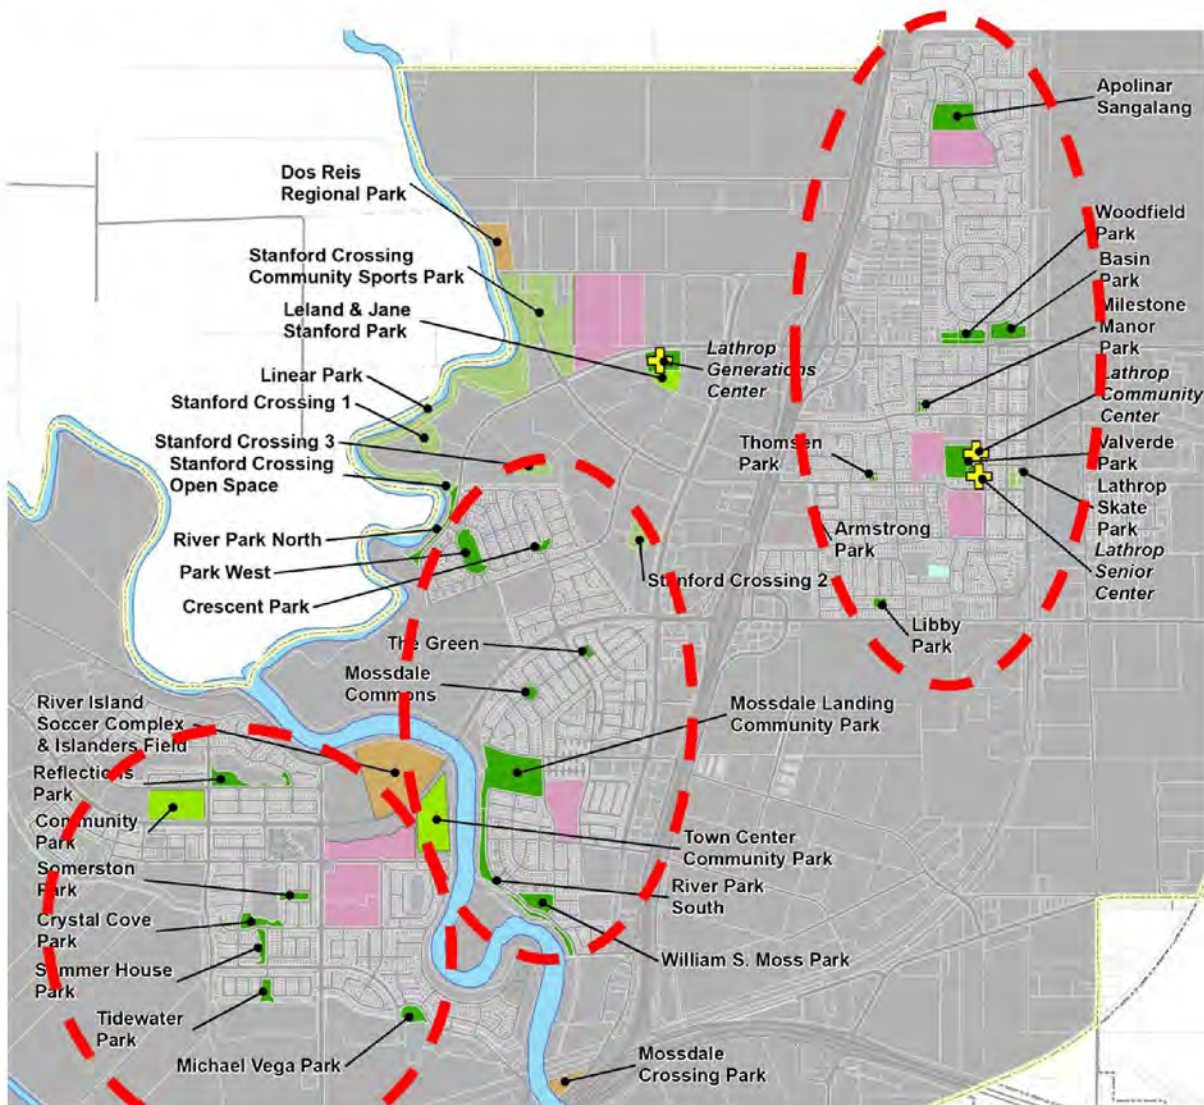 Apolinar
Sangalang
Dos Reis
Regional Park
Woodfield
Park
Stanford Crossing
Community Sports Park
Basin
Park
Leland & Jane
Stanford Park
Milestone
Manor
Park
Lathrop
Generations
Center
Linear Park
Lathrop
Community
Center
Stanford Crossing 1
Stanford Crossing 3
Thomsen
Park
Valverde
Park
Stanford Crossing
Open Space
Lathrop
Skate
Park
River Park North
Armstrong
Park
Lathrop
Senior
Center
Park West
Stanford Crossing 2
Crescent Park
Libby
Park
The Green
Mossdale
Commons
River Island
Soccer Complex
& Islanders Field
Mossdale Landing
Community Park
Reflections
Park
Community
Park
Town Center
Community Park
Somerston
Park
River Park
South
Crystal Cove
Park
William S. Moss Park
Summer House
Park
Tidewater
Park
Michael Vega Park
Mossdale
Crossing Park